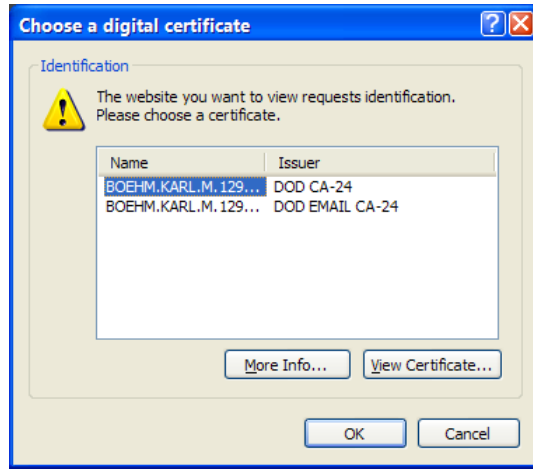 Choose a digital certificate
Identification
The website you want to view requests identification.
Please choose a certificate.
Name Issuer
BOEHM.KARL.M.129... DOD CA-24
BOEHM.KARL.M.129... DOD EMAIL CA-24
More Info... View Certificate...
OK Cancel